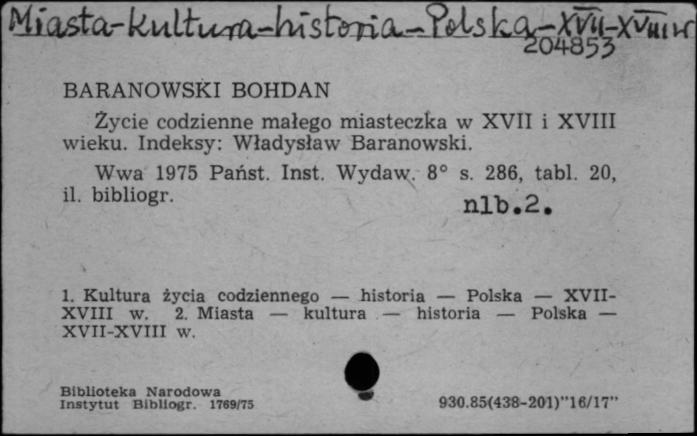 Miasta-kultura-historia-Polska-XVII-XVIII w
204853
BARANOWSKI BOHDAN
Życie codzienne małego miasteczka w XVII i XVIII
wieku. Indeksy: Władysław Baranowski.
Wwa 1975 Państ. Inst. Wydaw. 8° s. 286, tabl. 20,
il. bibliogr.
nlb.2.
1. Kultura życia codziennego — historia — Polska — XVII-
XVIII w. 2. Miasta — kultura — historia — Polska —
XVII-XVIII w.
Biblioteka Narodowa
Instytut Bibliogr. 1769/75
930.85(438-201)"16/17"